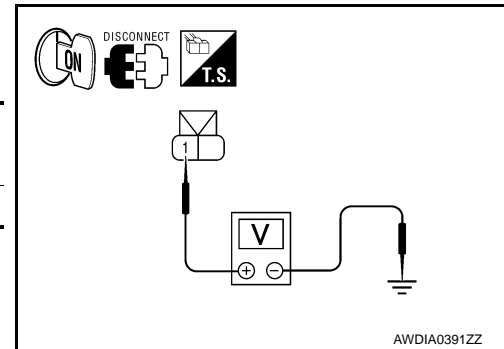 DISCONNECT
ON
T.S.
1
V
+ −
AWDIA0391ZZ